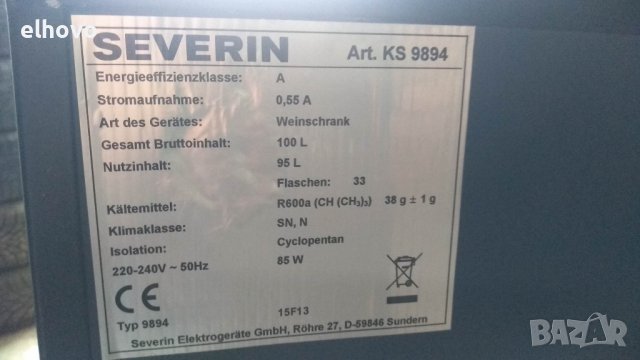 elhovo
SEVERIN Art. KS 9894
Energieeffizienzklasse: A
Stromaufnahme: 0,55 A
Art des Gerätes: Weinschrank
Gesamt Bruttoinhalt: 100 L
Nutzinhalt: 95 L
Flaschen: 33
Kältemittel: R600a (CH (CH₃)₃) 38 g ± 1 g
Klimaklasse: SN, N
Isolation: Cyclopentan
220-240V ~ 50Hz 85 W
CE
15F13
Typ 9894
Severin Elektrogeräte GmbH, Röhre 27, D-59846 Sundern
BAZAR